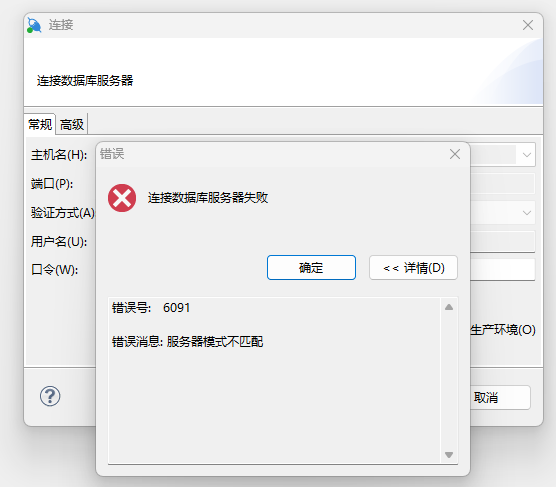 连接
连接数据库服务器
常规 高级
主机名(H):
端口(P):
验证方式(A)
用户名(U):
口令(W):
生产环境(O)
取消
错误
连接数据库服务器失败
确定
<< 详情(D)
错误号: 6091
错误消息: 服务器模式不匹配